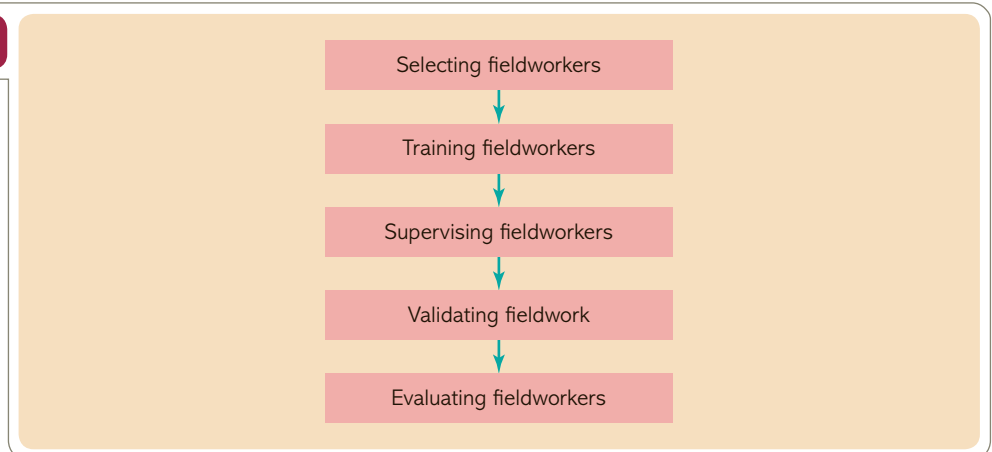 Selecting fieldworkers
Training fieldworkers
Supervising fieldworkers
Validating fieldwork
Evaluating fieldworkers